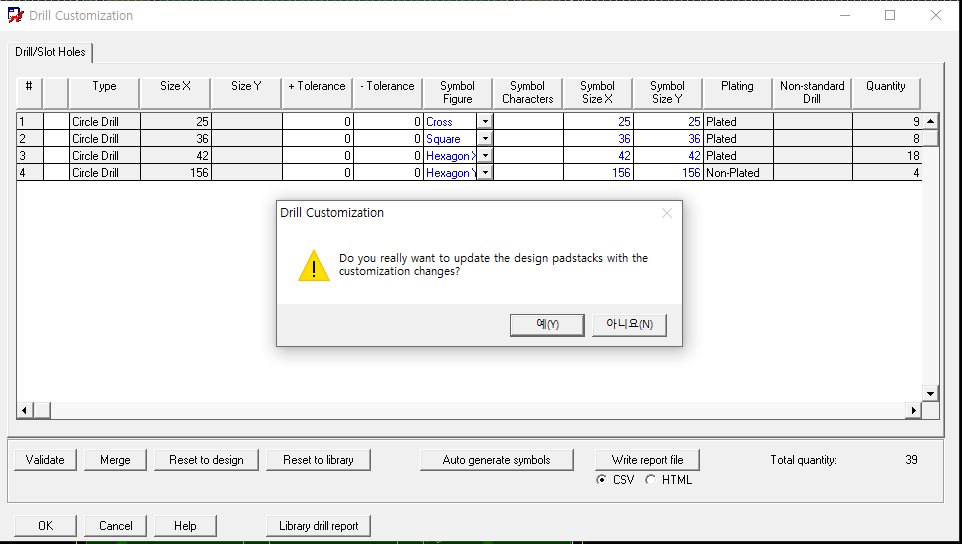 Drill Customization
Drill/Slot Holes
# Type Size X Size Y + Tolerance - Tolerance Symbol Figure Symbol Characters Symbol Size X Symbol Size Y Plating Non-standard Drill Quantity
1 Circle Drill 25 0 0 Cross 25 25 Plated 9
2 Circle Drill 36 0 0 Square 36 36 Plated 8
3 Circle Drill 42 0 0 Hexagon X 42 42 Plated 18
4 Circle Drill 156 0 0 Hexagon Y 156 156 Non-Plated 4
Drill Customization
Do you really want to update the design padstacks with the
customization changes?
예(Y) 아니요(N)
Validate Merge Reset to design Reset to library Auto generate symbols Write report file Total quantity: 39
CSV HTML
OK Cancel Help Library drill report